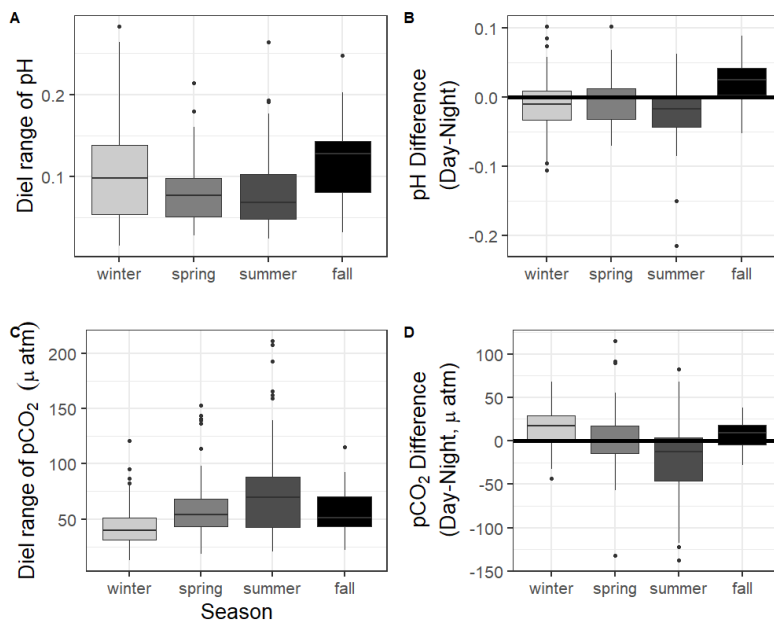 A
Diel range of pH
0.2
0.1
winter spring summer fall
B
pH Difference
(Day-Night)
0.1
0.0
-0.1
-0.2
winter spring summer fall
C
Diel range of pCO₂ (μ atm)
200
150
100
50
winter spring summer fall
Season
D
pCO₂ Difference
(Day-Night, μ atm)
100
50
0
-50
-100
-150
winter spring summer fall